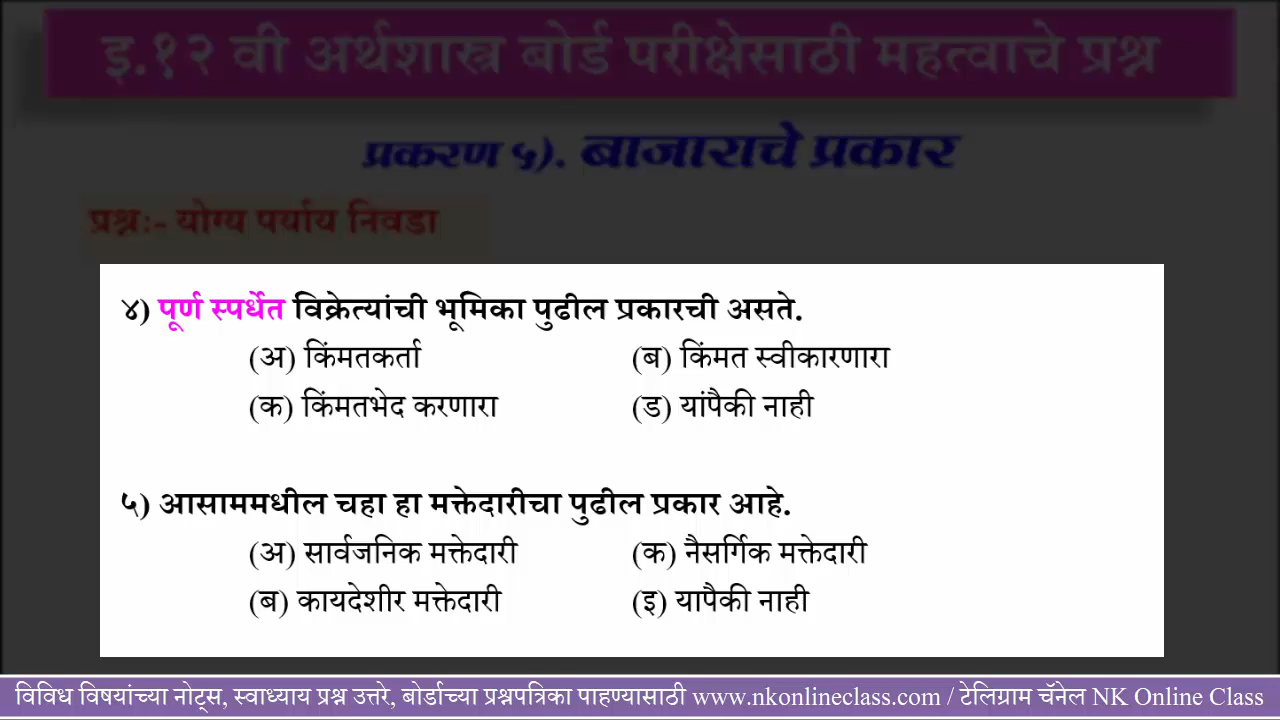 इ.१२ वी अर्थशास्त्र बोर्ड परीक्षेसाठी महत्वाचे प्रश्न
प्रकरण ५). बाजाराचे प्रकार
प्रश्न:- योग्य पर्याय निवडा
४) पूर्ण स्पर्धेत विक्रेत्यांची भूमिका पुढील प्रकारची असते.
(अ) किंमतकर्ता (ब) किंमत स्वीकारणारा
(क) किंमतभेद करणारा (ड) यांपैकी नाही
५) आसाममधील चहा हा मक्तेदारीचा पुढील प्रकार आहे.
(अ) सार्वजनिक मक्तेदारी (क) नैसर्गिक मक्तेदारी
(ब) कायदेशीर मक्तेदारी (इ) यापैकी नाही
विविध विषयांच्या नोट्स, स्वाध्याय प्रश्न उत्तरे, बोर्डाच्या प्रश्नपत्रिका पाहण्यासाठी www.nkonlineclass.com / टेलिग्राम चॅनेल NK Online Class